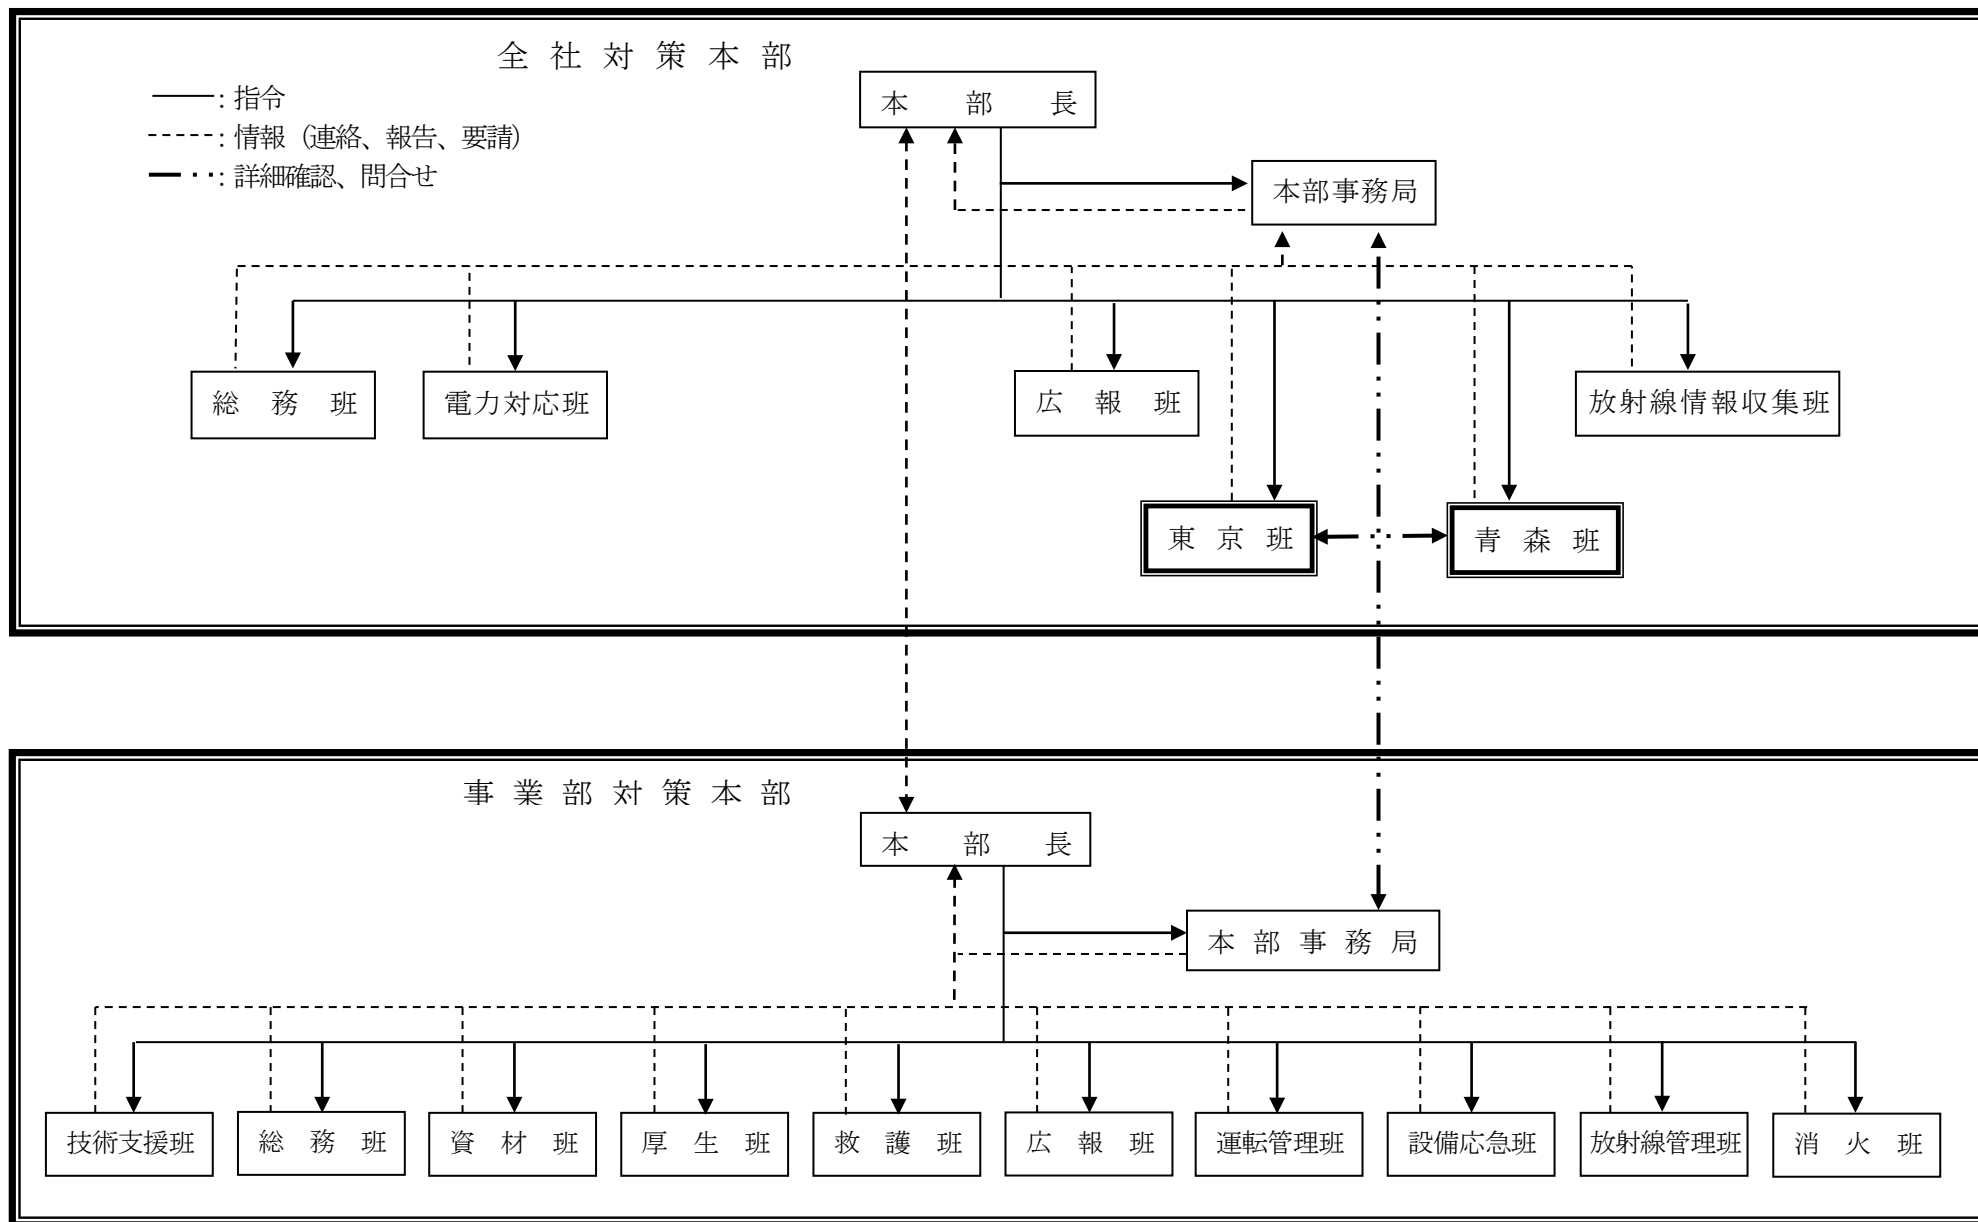 全社対策本部
：指令
：情報（連絡、報告、要請）
：詳細確認、問合せ
本部長
本部事務局
総務班
電力対応班
広報班
放射線情報収集班
東京班
青森班
事業部対策本部
本部長
本部事務局
技術支援班
総務班
資材班
厚生班
救護班
広報班
運転管理班
設備応急班
放射線管理班
消火班